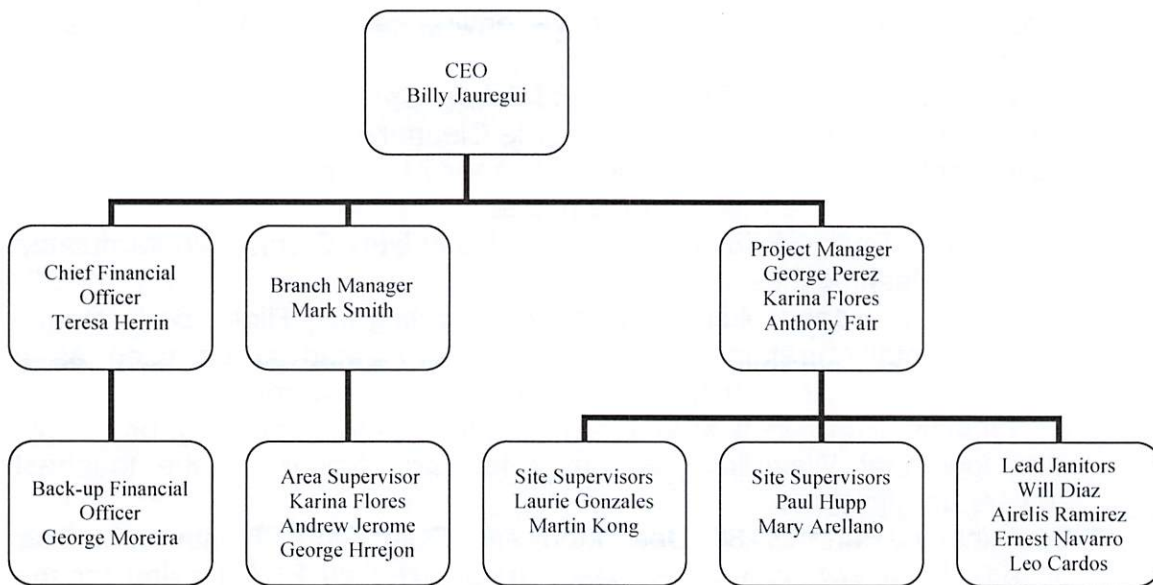 CEO
Billy Jauregui
Chief Financial
Officer
Teresa Herrin
Branch Manager
Mark Smith
Project Manager
George Perez
Karina Flores
Anthony Fair
Back-up Financial
Officer
George Moreira
Area Supervisor
Karina Flores
Andrew Jerome
George Hrrejon
Site Supervisors
Laurie Gonzales
Martin Kong
Site Supervisors
Paul Hupp
Mary Arellano
Lead Janitors
Will Diaz
Airelis Ramirez
Ernest Navarro
Leo Cardos